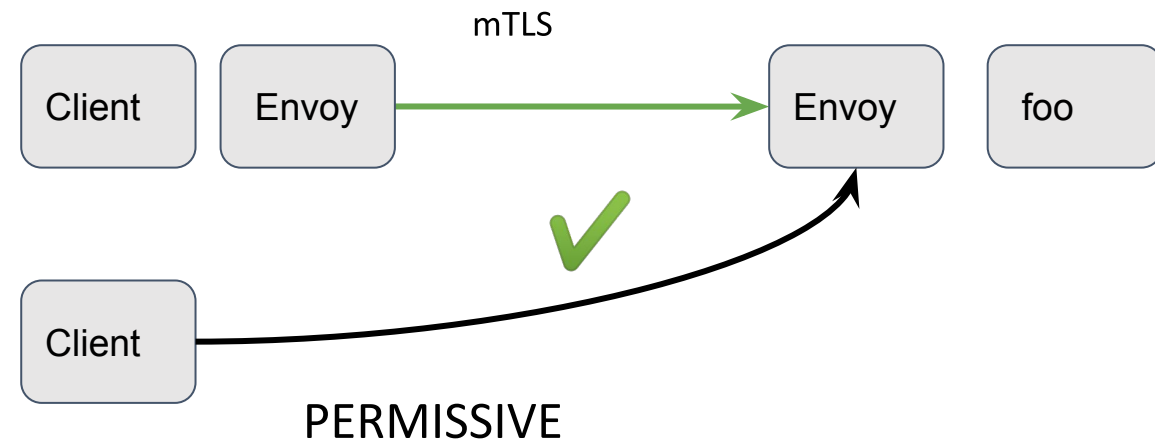 mTLS
Client
Envoy
Envoy
foo
Client
PERMISSIVE